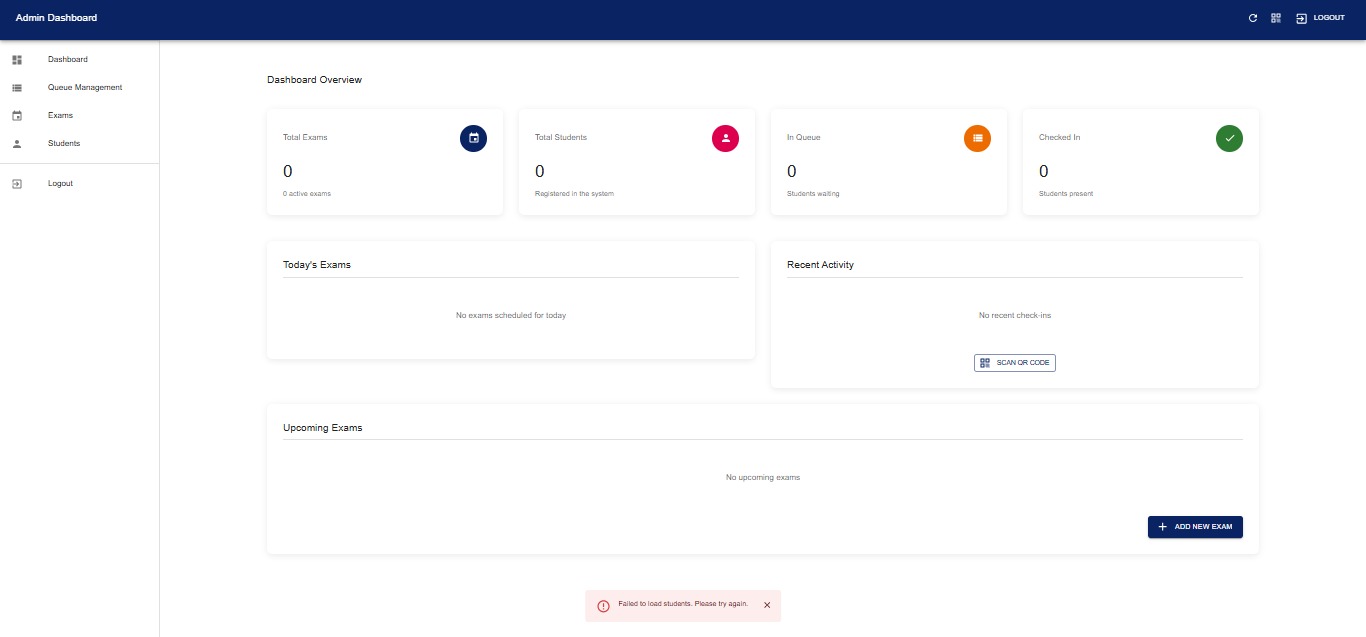 Admin Dashboard
LOGOUT
Dashboard
Queue Management
Exams
Students
Logout
Dashboard Overview
Total Exams
0
0 active exams
Total Students
0
Registered in the system
In Queue
0
Students waiting
Checked In
0
Students present
Today's Exams
No exams scheduled for today
Recent Activity
No recent check-ins
SCAN QR CODE
Upcoming Exams
No upcoming exams
ADD NEW EXAM
Failed to load students. Please try again.